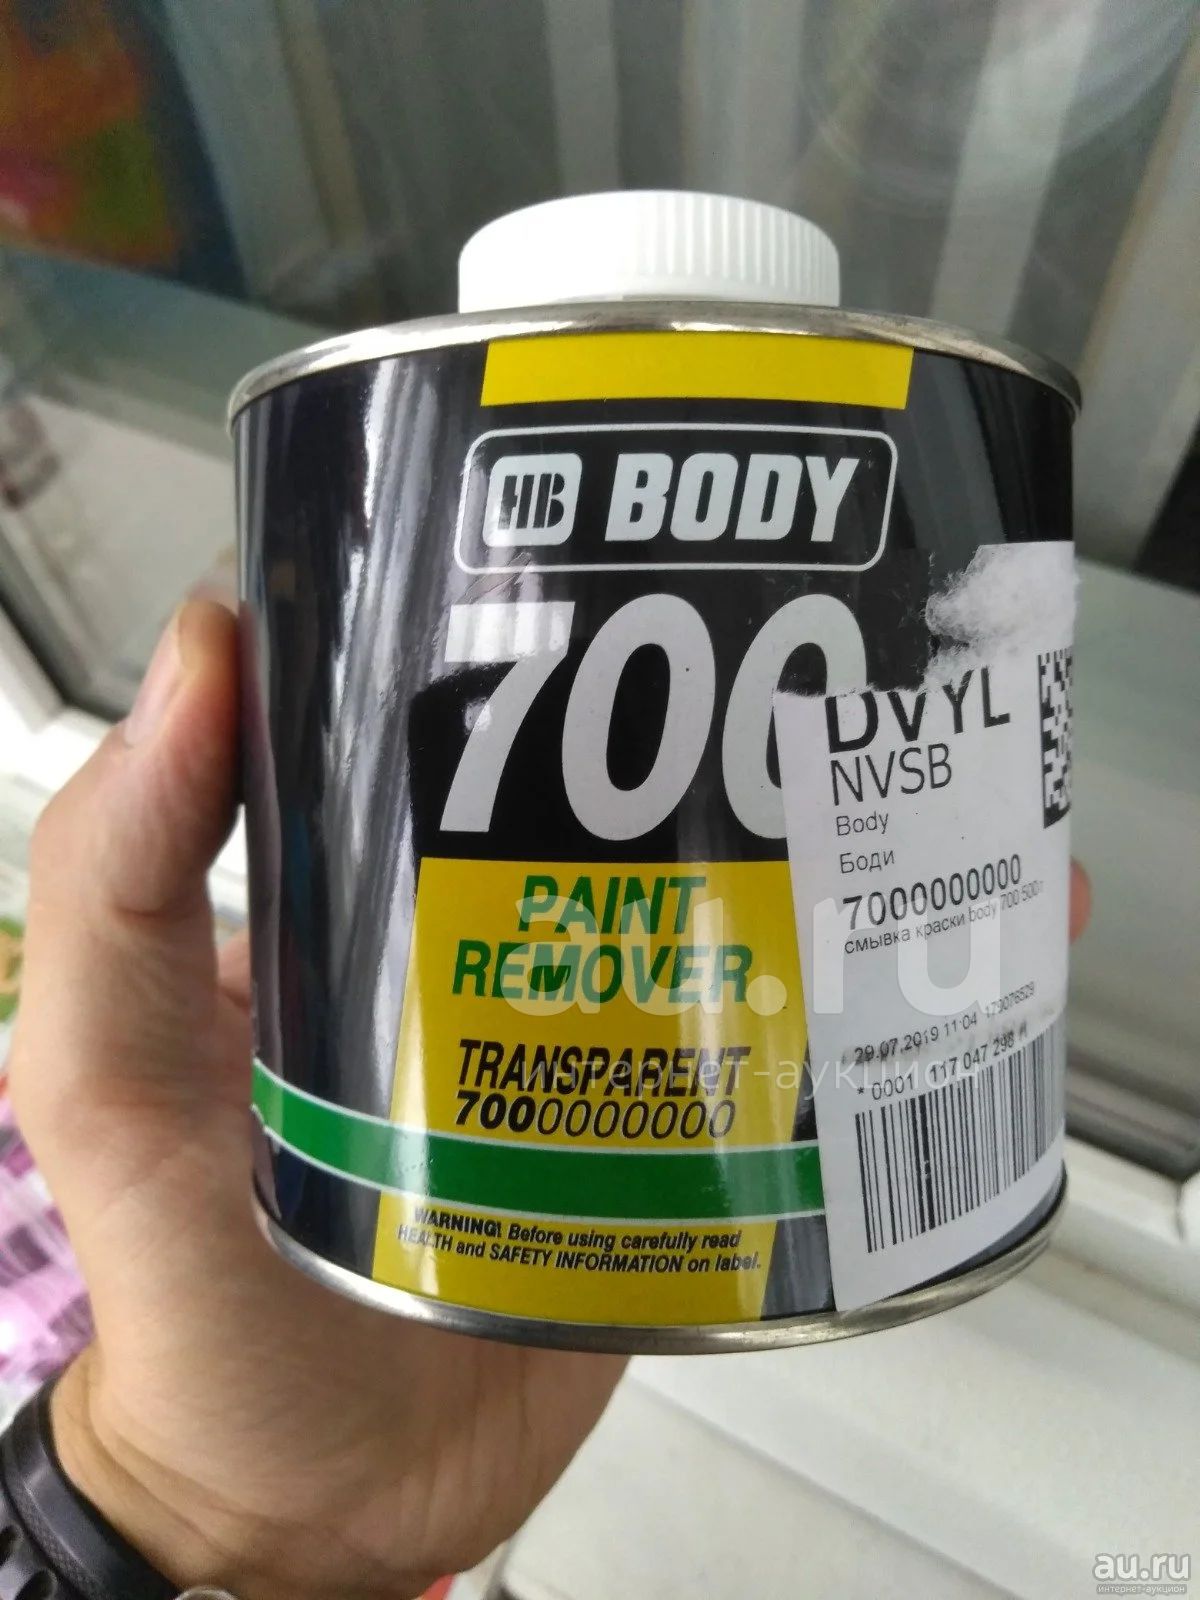 HB BODY
700
PAINT
REMOVER
TRANSPARENT
7000000000
WARNING! Before using carefully read
HEALTH and SAFETY INFORMATION on label.
DVYL
NVSB
Body
Боди
7000000000
смывка краски body 700 500г
29.07.2019 11:04 179076529
* 0001 117 047 298 #
au.ru
интернет-аукцион
au.ru
интернет-аукцион